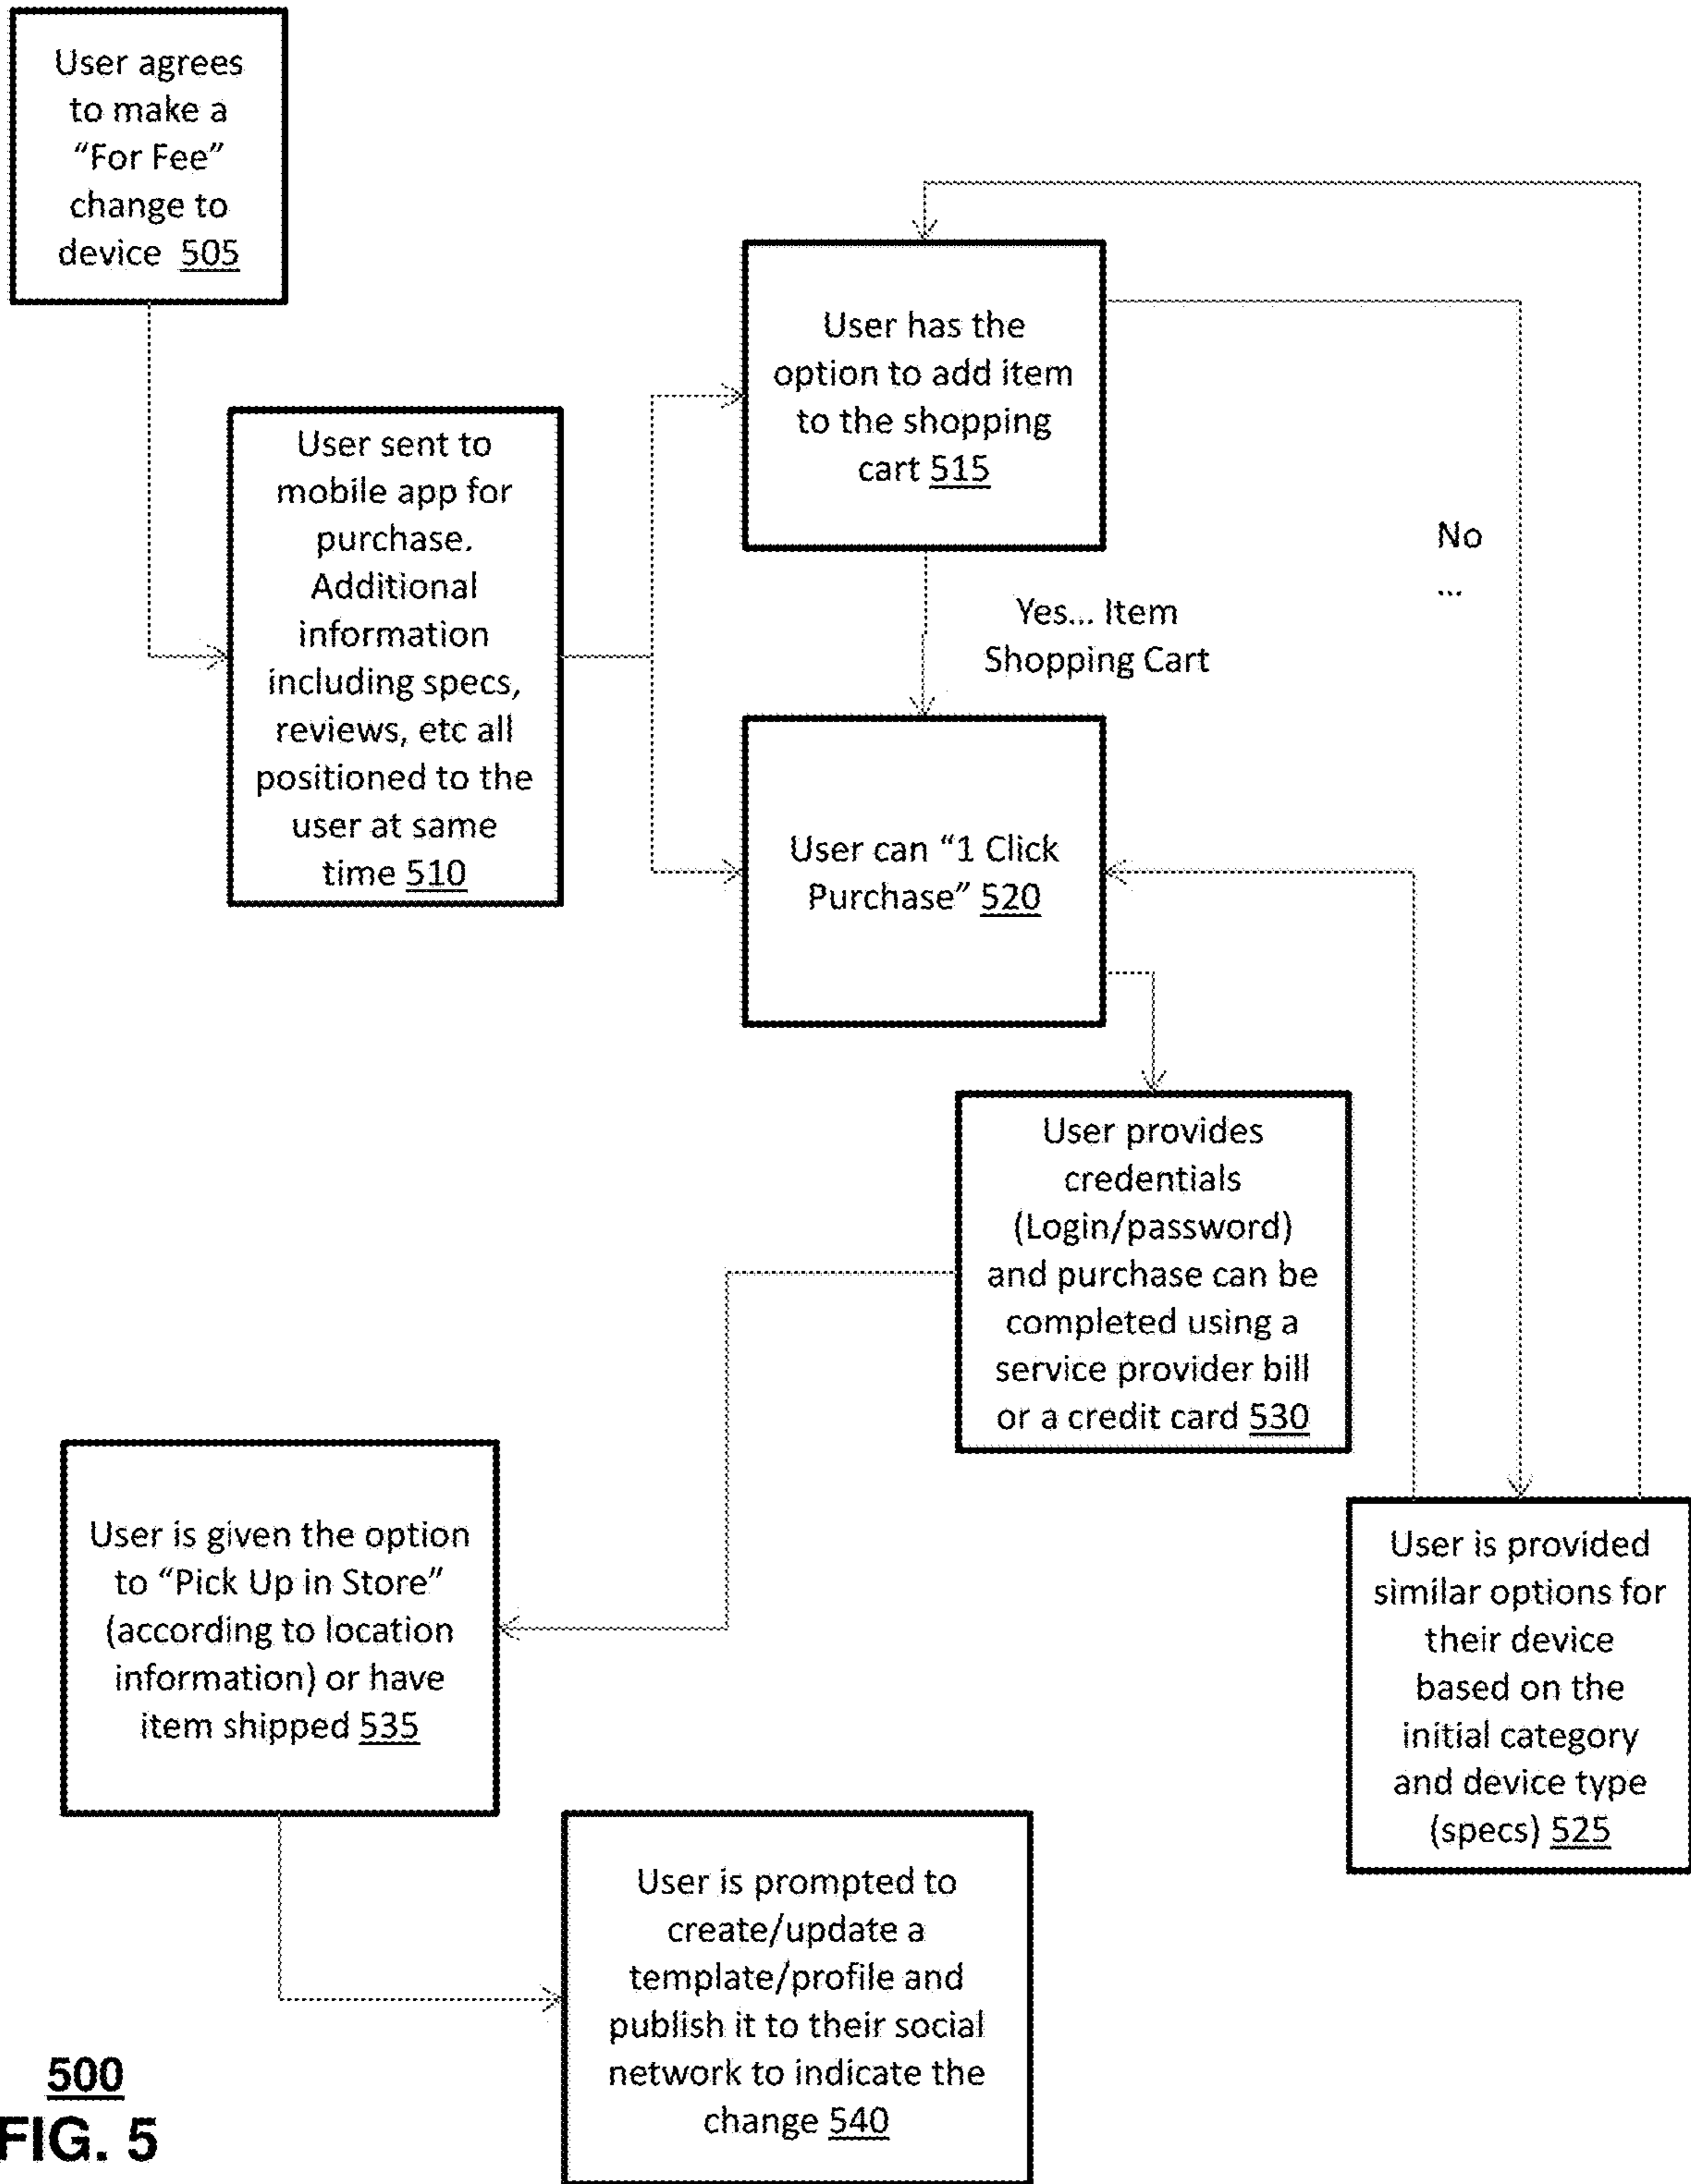 User agrees
to make a
“For Fee”
change to
device 505
User sent to
mobile app for
purchase.
Additional
information
including specs,
reviews, etc all
positioned to the
user at same
time 510
User has the
option to add item
to the shopping
cart 515
No
...
Yes... Item
Shopping Cart
User can “1 Click
Purchase” 520
User provides
credentials
(Login/password)
and purchase can be
completed using a
service provider bill
or a credit card 530
User is given the option
to “Pick Up in Store”
(according to location
information) or have
item shipped 535
User is provided
similar options for
their device
based on the
initial category
and device type
(specs) 525
User is prompted to
create/update a
template/profile and
publish it to their social
network to indicate the
change 540
500
FIG. 5